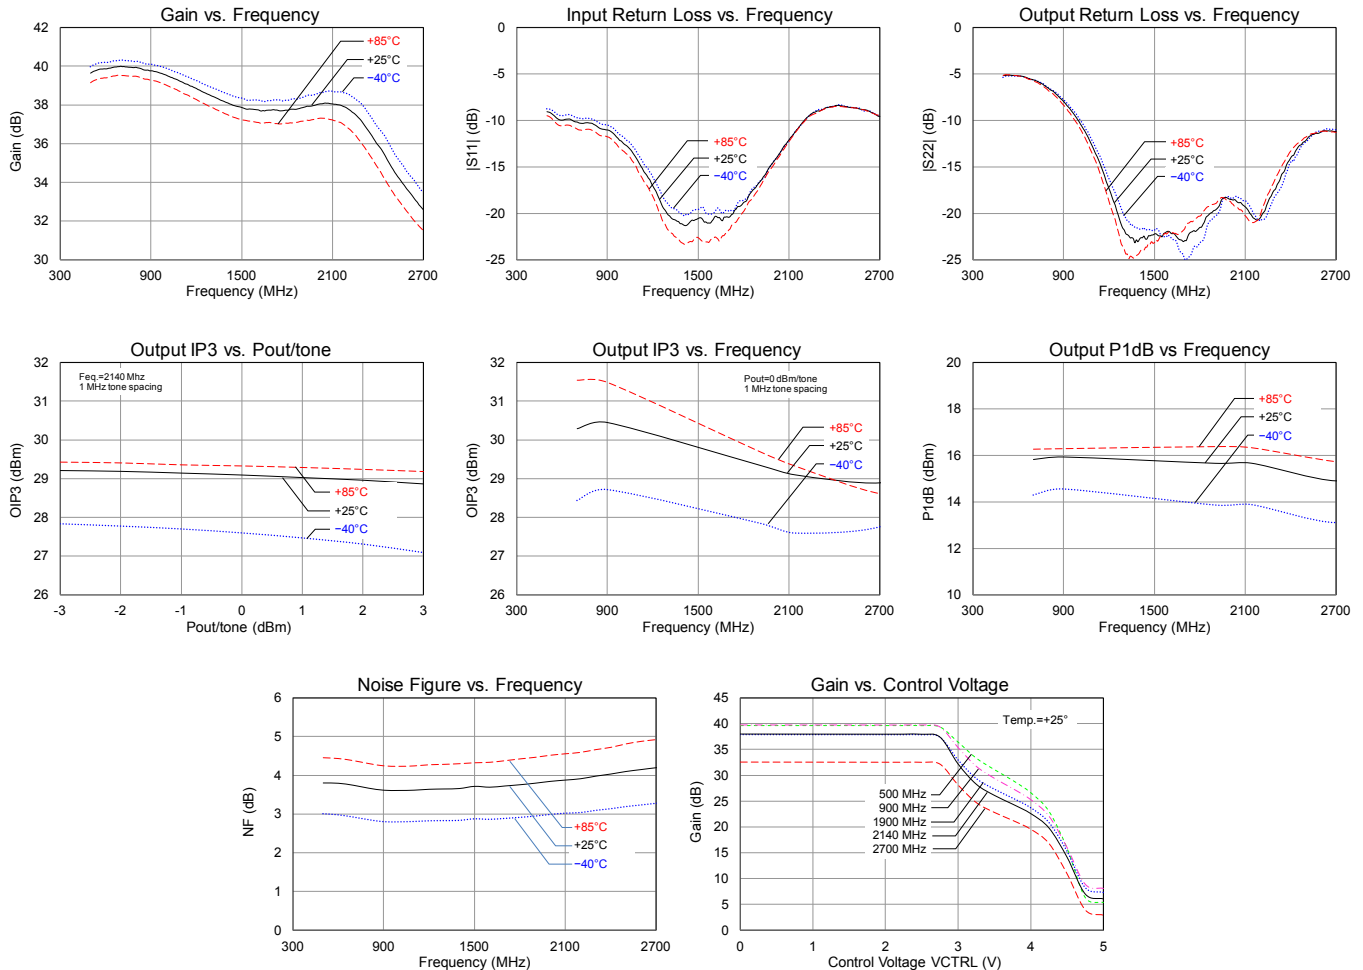 Gain vs. Frequency
42
40
38
36
34
32
30
Gain (dB)
+85°C
+25°C
−40°C
300
900
1500
2100
2700
Frequency (MHz)
Input Return Loss vs. Frequency
0
-5
-10
-15
-20
-25
|S11| (dB)
+85°C
+25°C
−40°C
300
900
1500
2100
2700
Frequency (MHz)
Output Return Loss vs. Frequency
0
-5
-10
-15
-20
-25
|S22| (dB)
+85°C
+25°C
−40°C
300
900
1500
2100
2700
Frequency (MHz)
Output IP3 vs. Pout/tone
32
31
30
29
28
27
26
OIP3 (dBm)
Feq.=2140 Mhz
1 MHz tone spacing
+85°C
+25°C
−40°C
-3
-2
-1
0
1
2
3
Pout/tone (dBm)
Output IP3 vs. Frequency
32
31
30
29
28
27
26
OIP3 (dBm)
Pout=0 dBm/tone
1 MHz tone spacing
+85°C
+25°C
−40°C
300
900
1500
2100
2700
Frequency (MHz)
Output P1dB vs Frequency
20
18
16
14
12
10
P1dB (dBm)
+85°C
+25°C
−40°C
300
900
1500
2100
2700
Frequency (MHz)
Noise Figure vs. Frequency
6
5
4
3
2
1
0
NF (dB)
+85°C
+25°C
−40°C
300
900
1500
2100
2700
Frequency (MHz)
Gain vs. Control Voltage
45
40
35
30
25
20
15
10
5
0
Gain (dB)
Temp.=+25°
500 MHz
900 MHz
1900 MHz
2140 MHz
2700 MHz
0
1
2
3
4
5
Control Voltage VCTRL (V)